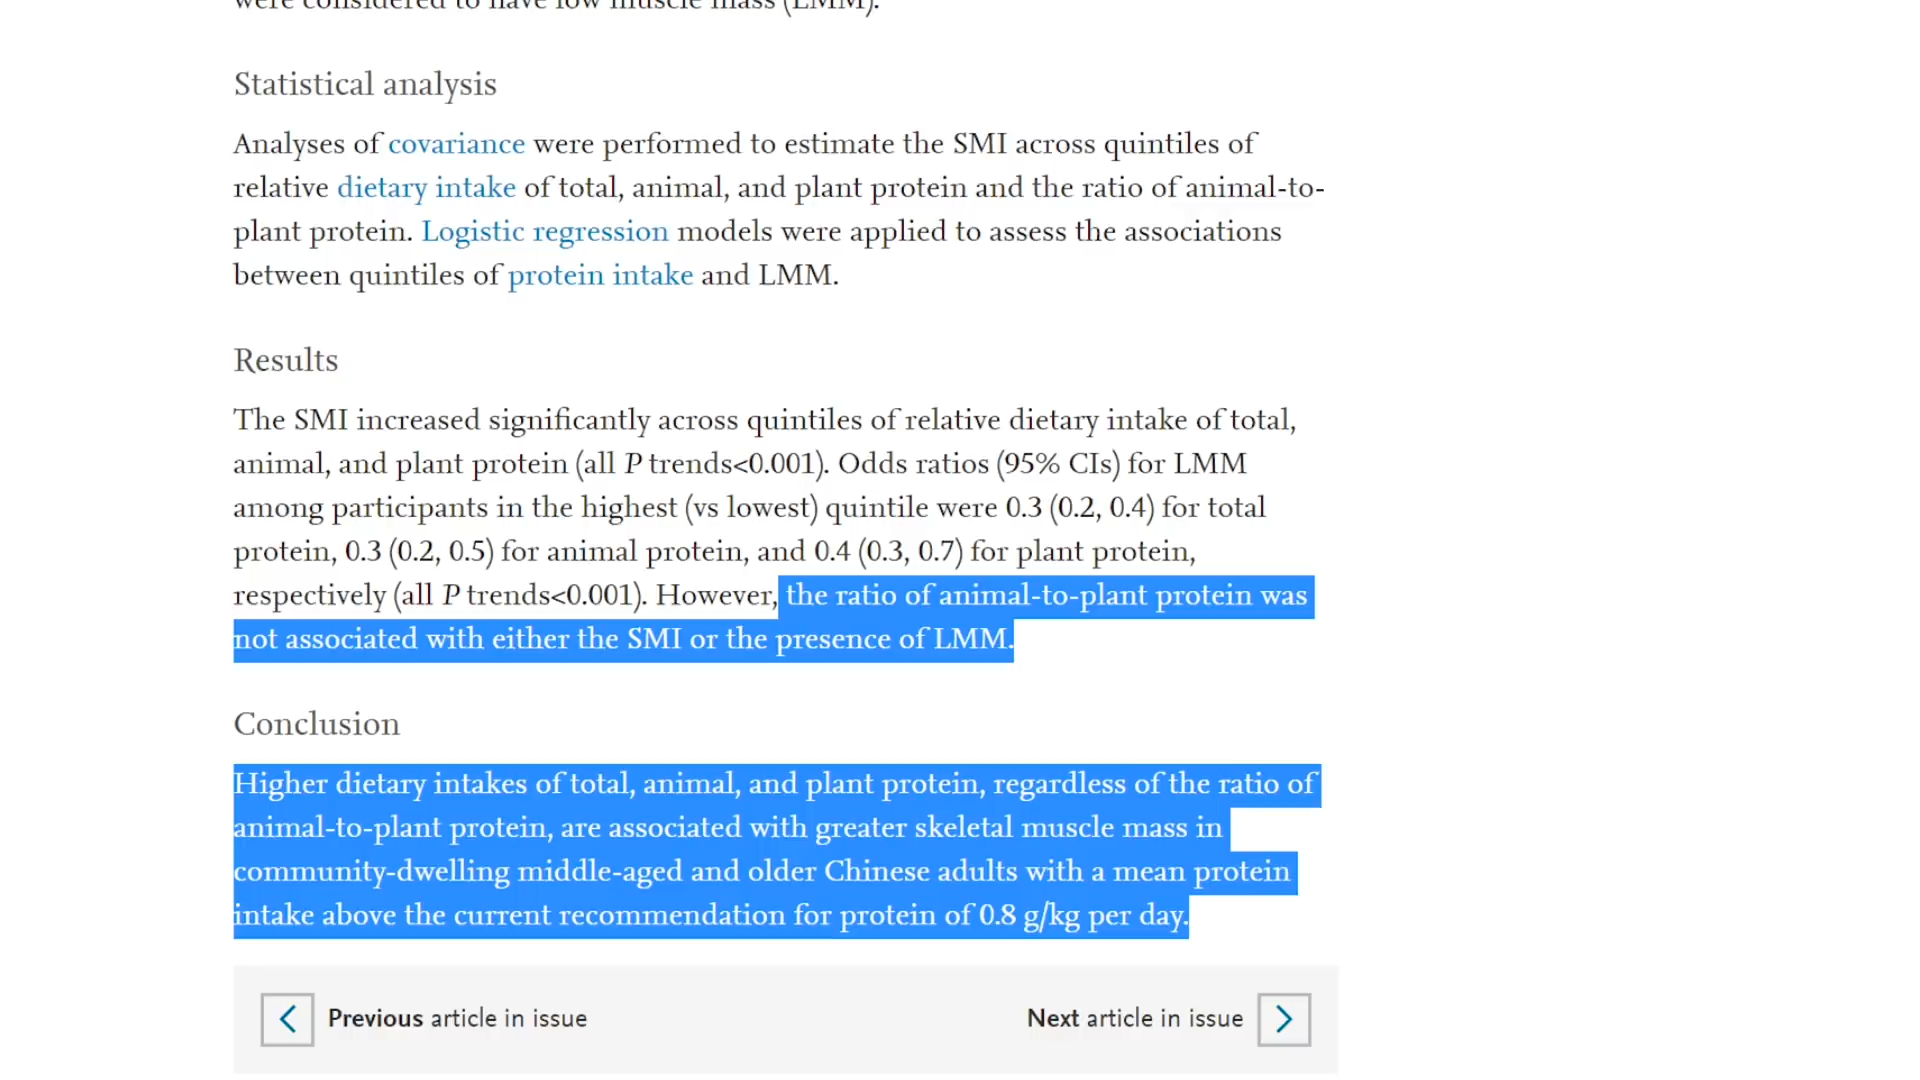 were considered to have low muscle mass (LMM).
Statistical analysis
Analyses of covariance were performed to estimate the SMI across quintiles of
relative dietary intake of total, animal, and plant protein and the ratio of animal-to-
plant protein. Logistic regression models were applied to assess the associations
between quintiles of protein intake and LMM.
Results
The SMI increased significantly across quintiles of relative dietary intake of total,
animal, and plant protein (all P trends<0.001). Odds ratios (95% CIs) for LMM
among participants in the highest (vs lowest) quintile were 0.3 (0.2, 0.4) for total
protein, 0.3 (0.2, 0.5) for animal protein, and 0.4 (0.3, 0.7) for plant protein,
respectively (all P trends<0.001). However, the ratio of animal-to-plant protein was
not associated with either the SMI or the presence of LMM.
Conclusion
Higher dietary intakes of total, animal, and plant protein, regardless of the ratio of
animal-to-plant protein, are associated with greater skeletal muscle mass in
community-dwelling middle-aged and older Chinese adults with a mean protein
intake above the current recommendation for protein of 0.8 g/kg per day.
Previous article in issue
Next article in issue